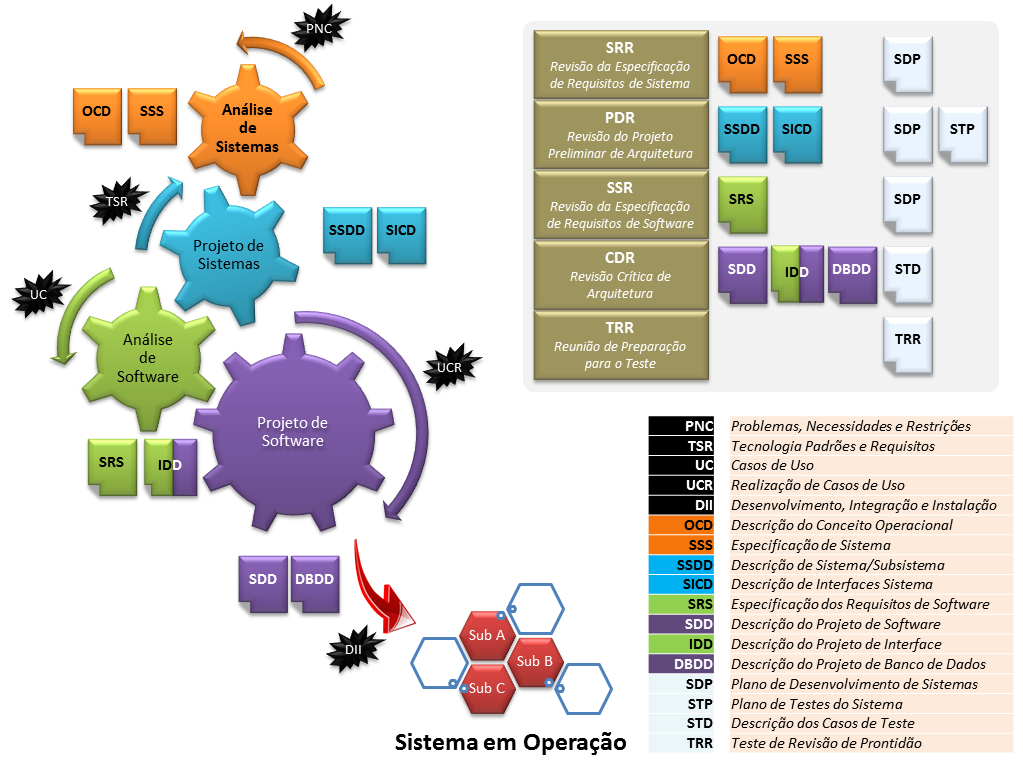 PNC
OCD
SSS
Análise
de
Sistemas
TSR
Projeto de
Sistemas
SSDD
SICD
UC
Análise
de
Software
UCR
Projeto de
Software
SRS
IDD
SDD
DBDD
DII
Sub A
Sub B
Sub C
Sistema em Operação
SRR
Revisão da Especificação
de Requisitos de Sistema
OCD
SSS
SDP
PDR
Revisão do Projeto
Preliminar de Arquitetura
SSDD
SICD
SDP
STP
SSR
Revisão da Especificação
de Requisitos de Software
SRS
SDP
CDR
Revisão Crítica de
Arquitetura
SDD
IDD
DBDD
STD
TRR
Reunião de Preparação
para o Teste
TRR
PNC Problemas, Necessidades e Restrições
TSR Tecnologia Padrões e Requisitos
UC Casos de Uso
UCR Realização de Casos de Uso
DII Desenvolvimento, Integração e Instalação
OCD Descrição do Conceito Operacional
SSS Especificação de Sistema
SSDD Descrição de Sistema/Subsistema
SICD Descrição de Interfaces Sistema
SRS Especificação dos Requisitos de Software
SDD Descrição do Projeto de Software
IDD Descrição do Projeto de Interface
DBDD Descrição do Projeto de Banco de Dados
SDP Plano de Desenvolvimento de Sistemas
STP Plano de Testes do Sistema
STD Descrição dos Casos de Teste
TRR Teste de Revisão de Prontidão